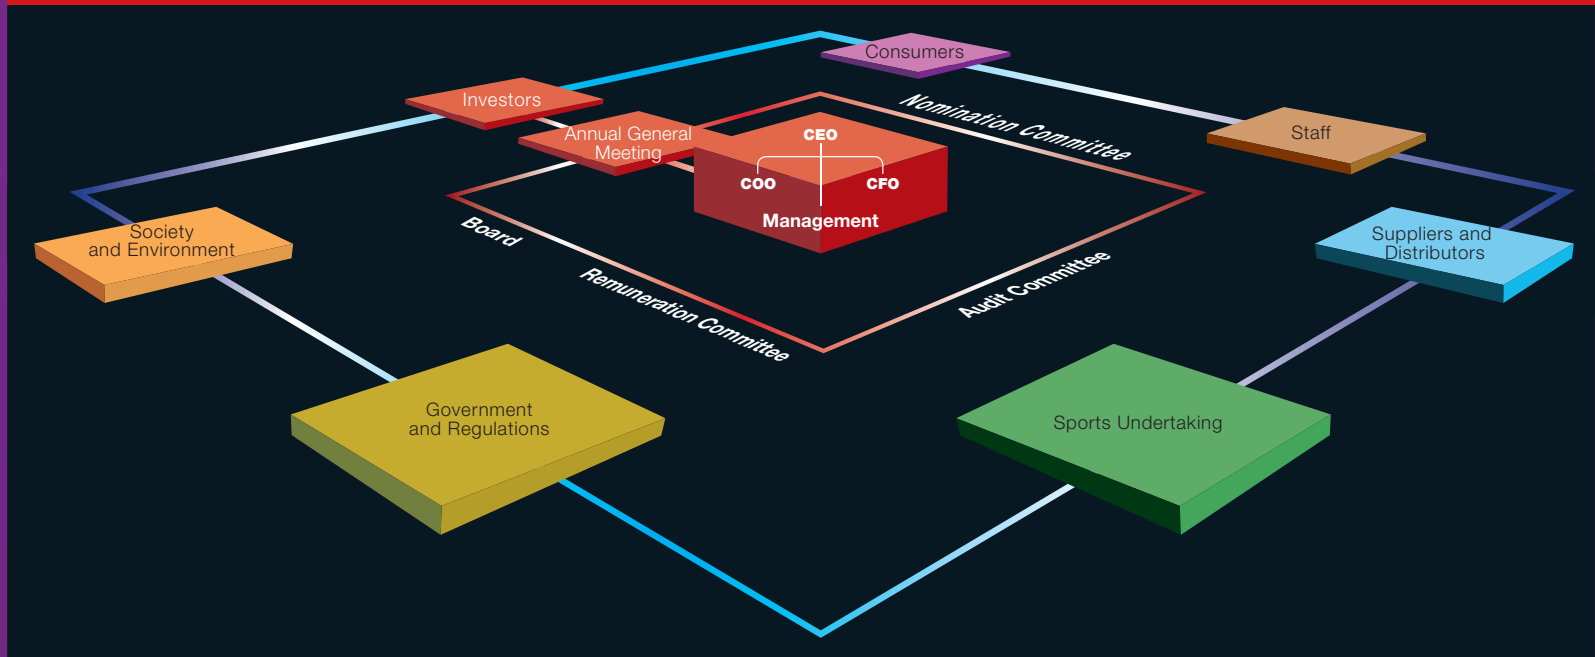 Consumers
Investors
Nomination Committee
Staff
Annual General
Meeting
CEO
COO
CFO
Management
Board
Society
and Environment
Suppliers and
Distributors
Remuneration Committee
Audit Committee
Government
and Regulations
Sports Undertaking